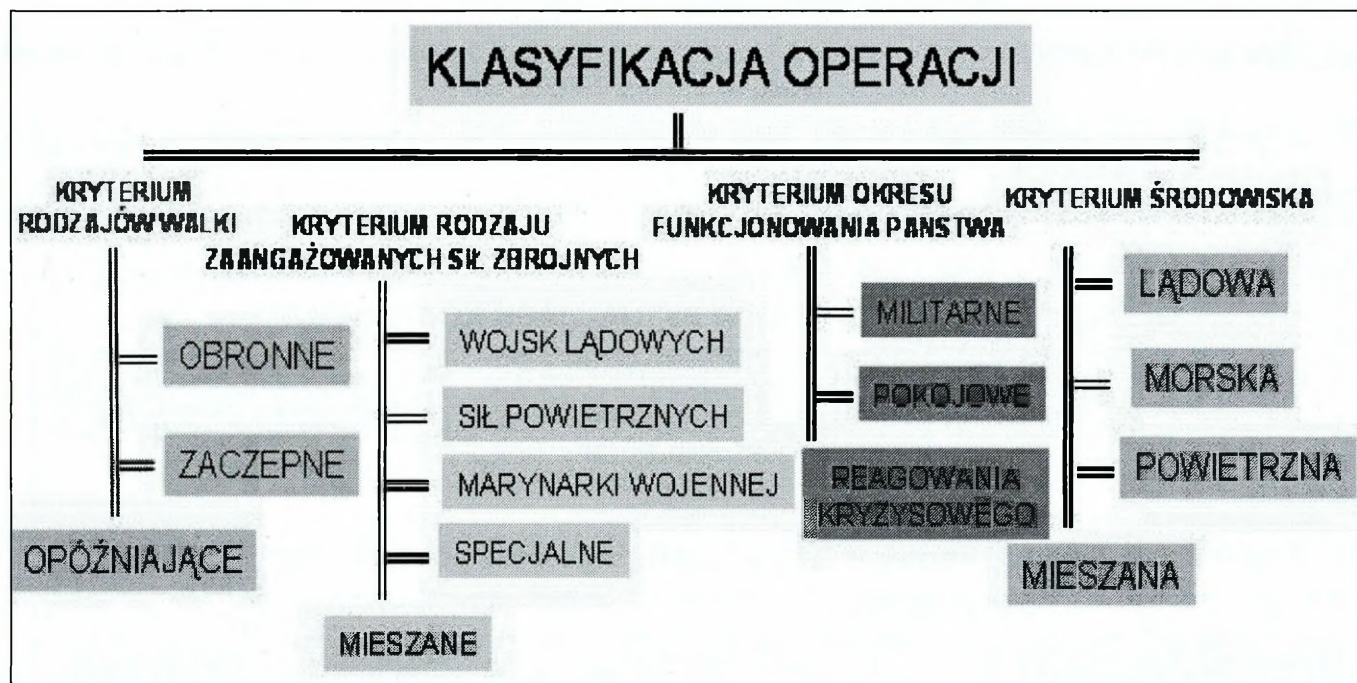 KLASYFIKACJA OPERACJI
KRYTERIUM
RODZAJÓW WALKI
OBRONNE
ZACZEPNE
OPÓŹNIAJĄCE
KRYTERIUM RODZAJU
ZAANGAŻOWANYCH SIŁ ZBROJNYCH
WOJSK LĄDOWYCH
SIŁ POWIETRZNYCH
MARYNARKI WOJENNEJ
SPECJALNE
MIESZANE
KRYTERIUM OKRESU
FUNKCJONOWANIA PAŃSTWA
MILITARNE
POKOJOWE
REAGOWANIA
KRYZYSOWEGO
KRYTERIUM ŚRODOWISKA
LĄDOWA
MORSKA
POWIETRZNA
MIESZANA